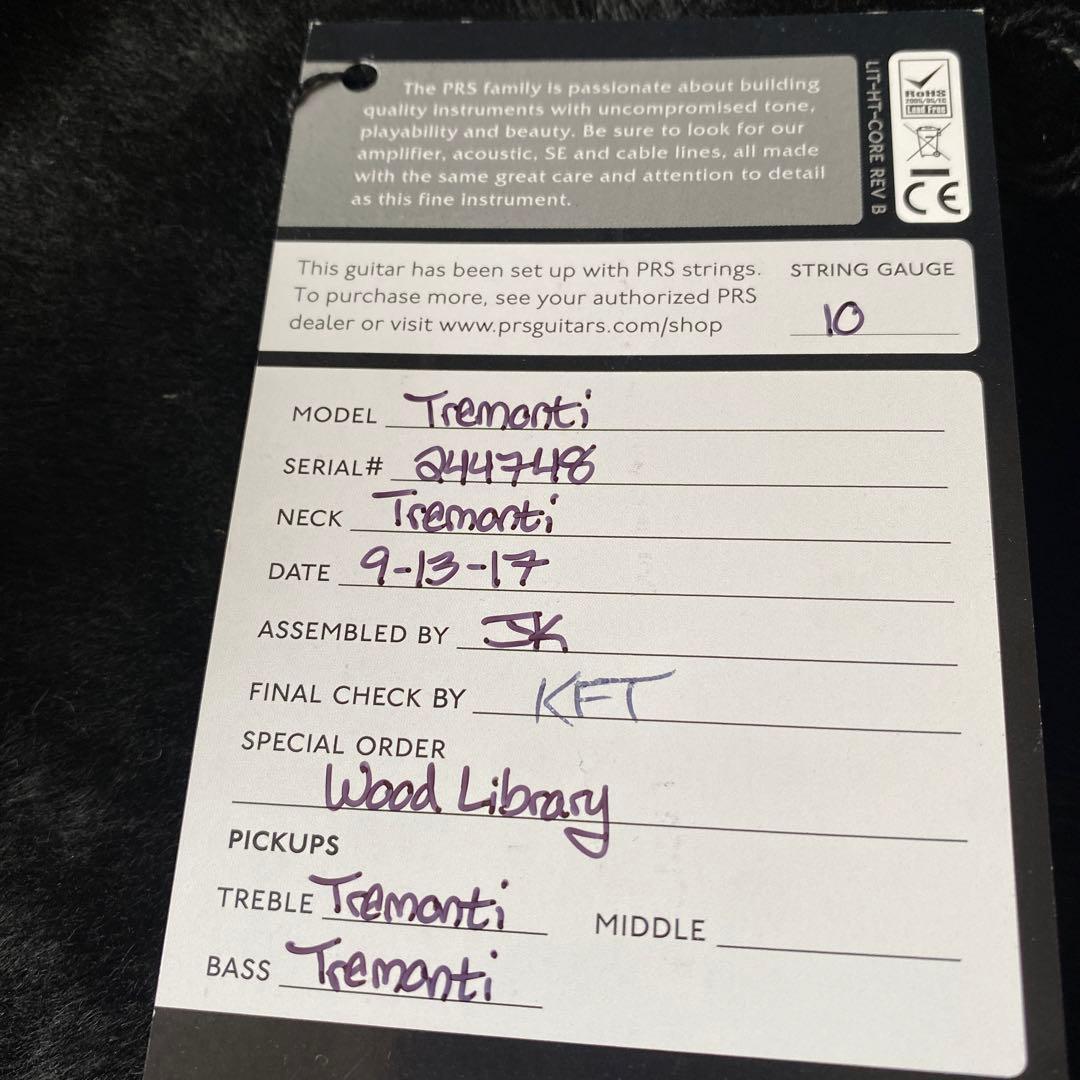 The PRS family is passionate about building
quality instruments with uncompromised tone,
playability and beauty. Be sure to look for our
amplifier, acoustic, SE and cable lines, all made
with the same great care and attention to detail
as this fine instrument.
LIT-HT-CORE REV B
RoHS
2005/95/EC
Lead Free
CE
This guitar has been set up with PRS strings.
To purchase more, see your authorized PRS
dealer or visit www.prsguitars.com/shop
STRING GAUGE
10
MODEL Tremonti
SERIAL# 244748
NECK Tremonti
DATE 9-13-17
ASSEMBLED BY JK
FINAL CHECK BY KFT
SPECIAL ORDER
Wood Library
PICKUPS
TREBLE Tremonti MIDDLE
BASS Tremonti